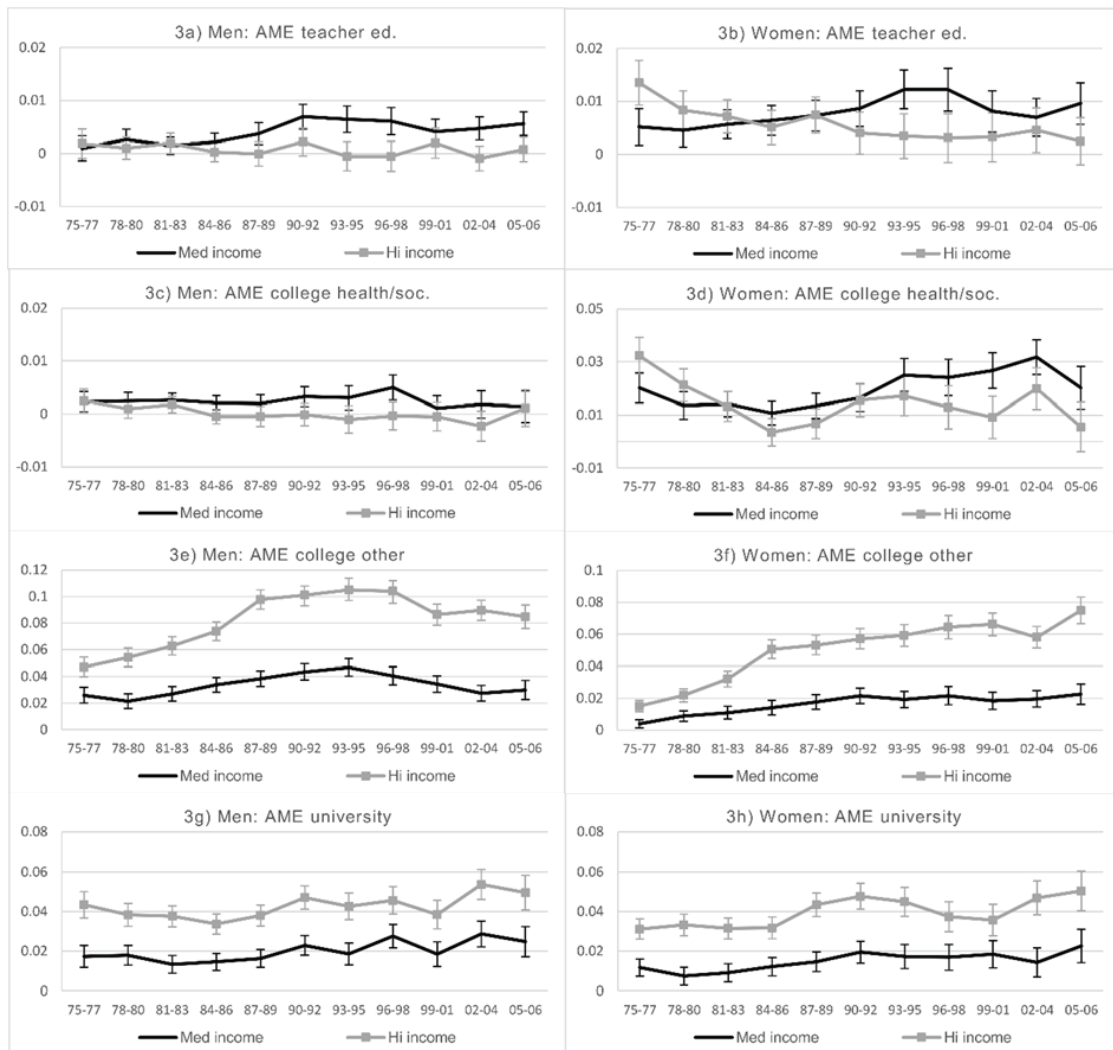 3a) Men: AME teacher ed.
0.02
0.01
0
-0.01
75-77 78-80 81-83 84-86 87-89 90-92 93-95 96-98 99-01 02-04 05-06
Med income Hi income
3b) Women: AME teacher ed.
0.02
0.01
0
-0.01
75-77 78-80 81-83 84-86 87-89 90-92 93-95 96-98 99-01 02-04 05-06
Med income Hi income
3c) Men: AME college health/soc.
0.02
0.01
0
-0.01
75-77 78-80 81-83 84-86 87-89 90-92 93-95 96-98 99-01 02-04 05-06
Med income Hi income
3d) Women: AME college health/soc.
0.05
0.03
0.01
-0.01
75-77 78-80 81-83 84-86 87-89 90-92 93-95 96-98 99-01 02-04 05-06
Med income Hi income
3e) Men: AME college other
0.12
0.1
0.08
0.06
0.04
0.02
0
75-77 78-80 81-83 84-86 87-89 90-92 93-95 96-98 99-01 02-04 05-06
Med income Hi income
3f) Women: AME college other
0.1
0.08
0.06
0.04
0.02
0
75-77 78-80 81-83 84-86 87-89 90-92 93-95 96-98 99-01 02-04 05-06
Med income Hi income
3g) Men: AME university
0.08
0.06
0.04
0.02
0
75-77 78-80 81-83 84-86 87-89 90-92 93-95 96-98 99-01 02-04 05-06
Med income Hi income
3h) Women: AME university
0.08
0.06
0.04
0.02
0
75-77 78-80 81-83 84-86 87-89 90-92 93-95 96-98 99-01 02-04 05-06
Med income Hi income